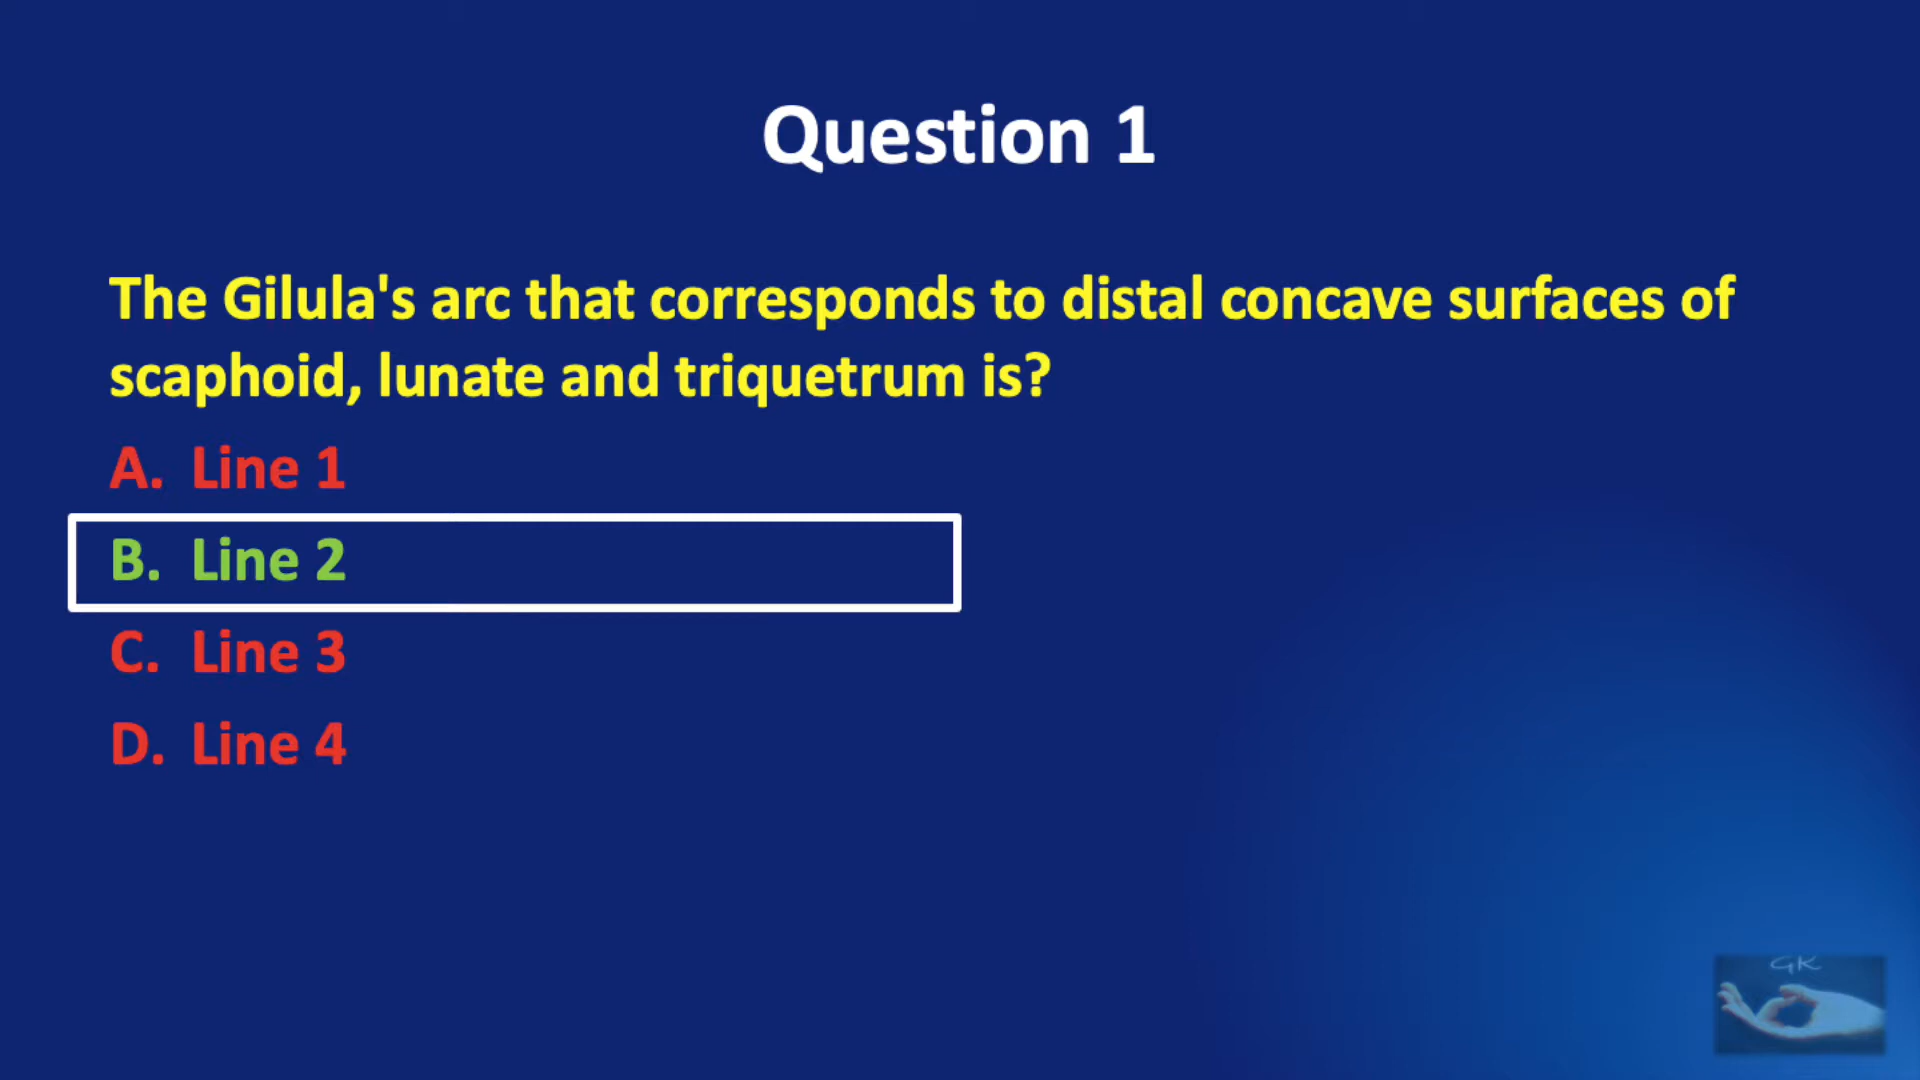 Question 1
The Gilula's arc that corresponds to distal concave surfaces of
scaphoid, lunate and triquetrum is?
A. Line 1
B. Line 2
C. Line 3
D. Line 4
GK